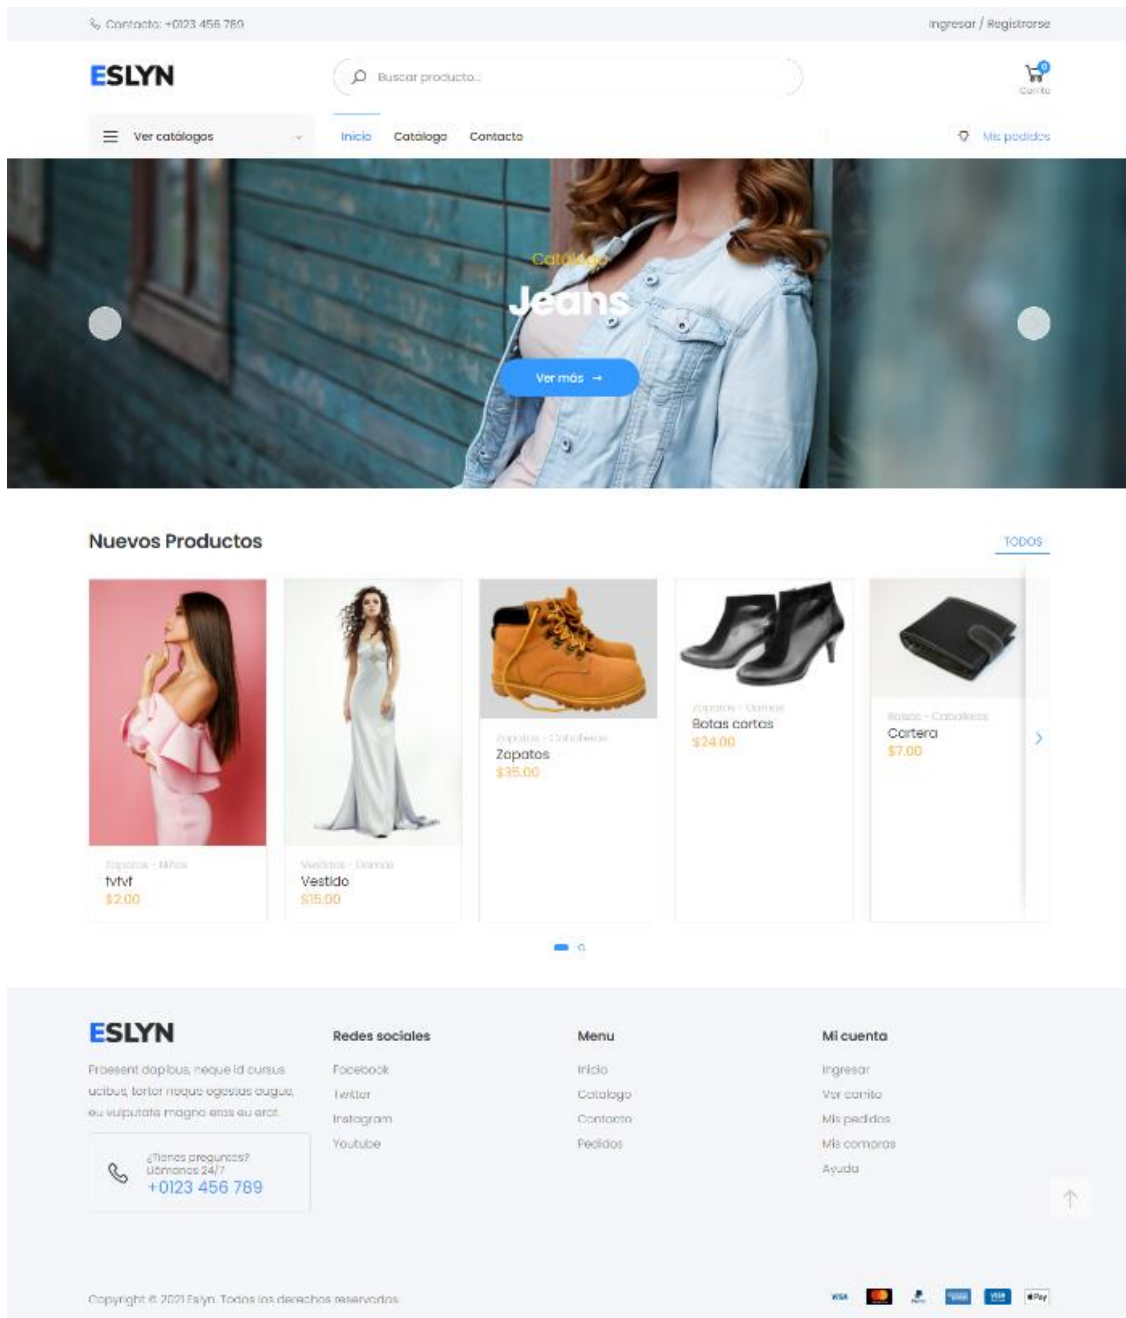 Contacto: +0123 456 789
Ingresar / Registrarse
ESLYN
Buscar producto...
0
Carrito
Ver catálogos
Inicio
Catálogo
Contacto
Mis pedidos
Catálogo
Jeans
Ver más →
Nuevos Productos
TODOS
Zapatos - Niños
fvfvf
$2.00
Vestidos - Damas
Vestido
$15.00
Zapatos - Caballeros
Zapatos
$35.00
Zapatos - Damas
Botas cortas
$24.00
Bolsos - Caballeros
Cartera
$7.00
ESLYN
Praesent dapibus, neque id cursus
ucibus, tortor neque egestas augue,
eu vulputate magna eros eu erat.
¿Tienes preguntas?
Llámanos 24/7
+0123 456 789
Redes sociales
Facebook
Twitter
Instagram
Youtube
Menu
Inicio
Catalogo
Contacto
Pedidos
Mi cuenta
Ingresar
Ver carrito
Mis pedidos
Mis compras
Ayuda
Copyright © 2021 Eslyn. Todos los derechos reservados.
VISA
VISA
Pay